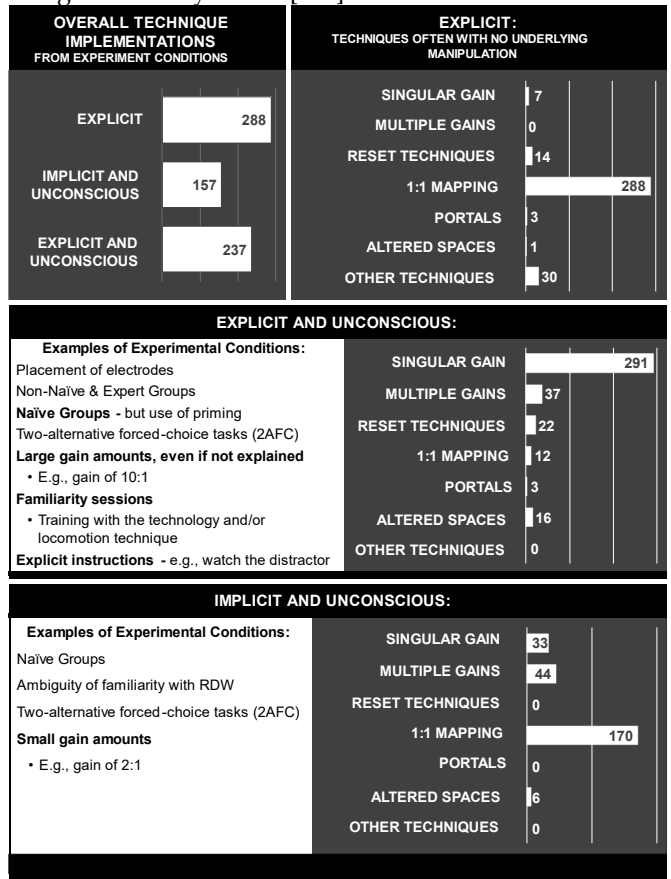 OVERALL TECHNIQUE
IMPLEMENTATIONS
FROM EXPERIMENT CONDITIONS
EXPLICIT 288
IMPLICIT AND
UNCONSCIOUS 157
EXPLICIT AND
UNCONSCIOUS 237
EXPLICIT:
TECHNIQUES OFTEN WITH NO UNDERLYING
MANIPULATION
SINGULAR GAIN 7
MULTIPLE GAINS 0
RESET TECHNIQUES 14
1:1 MAPPING 288
PORTALS 3
ALTERED SPACES 1
OTHER TECHNIQUES 30
EXPLICIT AND UNCONSCIOUS:
Examples of Experimental Conditions:
Placement of electrodes
Non-Naïve & Expert Groups
Naïve Groups - but use of priming
Two-alternative forced-choice tasks (2AFC)
Large gain amounts, even if not explained
• E.g., gain of 10:1
Familiarity sessions
• Training with the technology and/or
locomotion technique
Explicit instructions - e.g., watch the distractor
SINGULAR GAIN 291
MULTIPLE GAINS 37
RESET TECHNIQUES 22
1:1 MAPPING 12
PORTALS 3
ALTERED SPACES 16
OTHER TECHNIQUES 0
IMPLICIT AND UNCONSCIOUS:
Examples of Experimental Conditions:
Naïve Groups
Ambiguity of familiarity with RDW
Two-alternative forced-choice tasks (2AFC)
Small gain amounts
• E.g., gain of 2:1
SINGULAR GAIN 33
MULTIPLE GAINS 44
RESET TECHNIQUES 0
1:1 MAPPING 170
PORTALS 0
ALTERED SPACES 6
OTHER TECHNIQUES 0